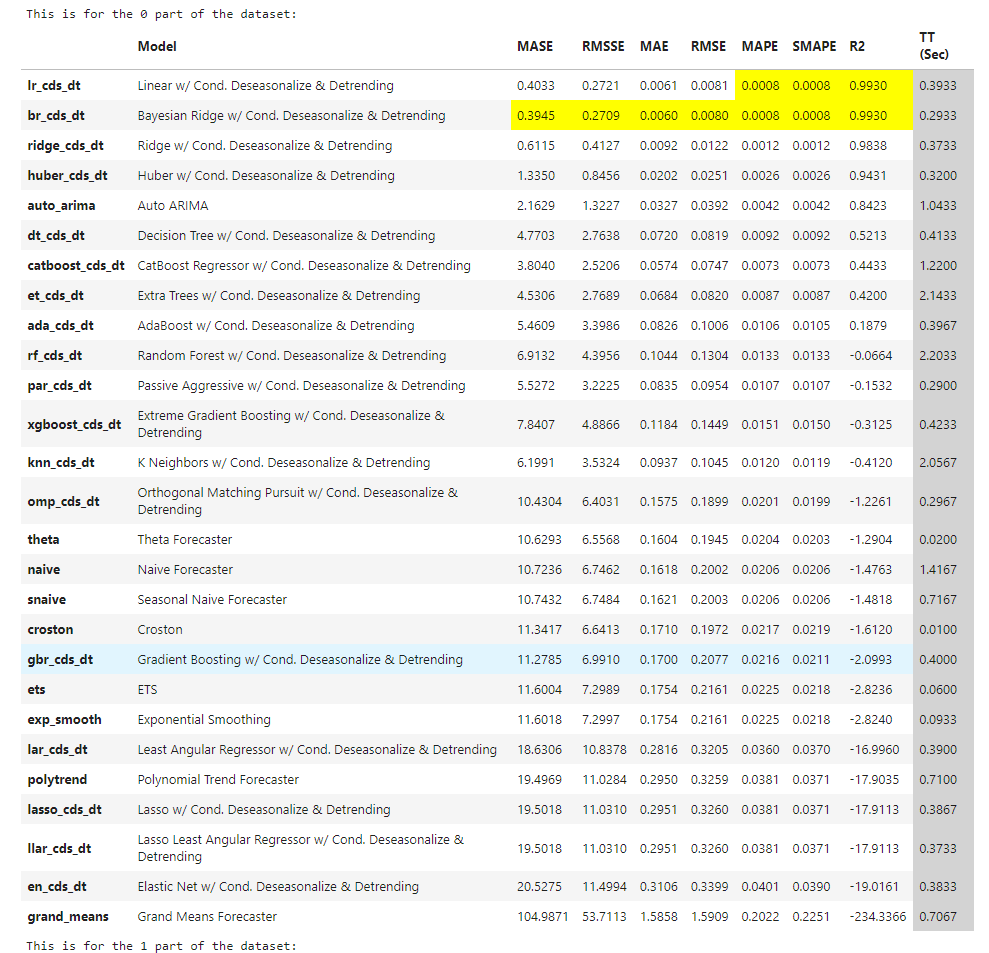 This is for the 0 part of the dataset:
Model MASE RMSSE MAE RMSE MAPE SMAPE R2 TT (Sec)
lr_cds_dt Linear w/ Cond. Deseasonalize & Detrending 0.4033 0.2721 0.0061 0.0081 0.0008 0.0008 0.9930 0.3933
br_cds_dt Bayesian Ridge w/ Cond. Deseasonalize & Detrending 0.3945 0.2709 0.0060 0.0080 0.0008 0.0008 0.9930 0.2933
ridge_cds_dt Ridge w/ Cond. Deseasonalize & Detrending 0.6115 0.4127 0.0092 0.0122 0.0012 0.0012 0.9838 0.3733
huber_cds_dt Huber w/ Cond. Deseasonalize & Detrending 1.3350 0.8456 0.0202 0.0251 0.0026 0.0026 0.9431 0.3200
auto_arima Auto ARIMA 2.1629 1.3227 0.0327 0.0392 0.0042 0.0042 0.8423 1.0433
dt_cds_dt Decision Tree w/ Cond. Deseasonalize & Detrending 4.7703 2.7638 0.0720 0.0819 0.0092 0.0092 0.5213 0.4133
catboost_cds_dt CatBoost Regressor w/ Cond. Deseasonalize & Detrending 3.8040 2.5206 0.0574 0.0747 0.0073 0.0073 0.4433 1.2200
et_cds_dt Extra Trees w/ Cond. Deseasonalize & Detrending 4.5306 2.7689 0.0684 0.0820 0.0087 0.0087 0.4200 2.1433
ada_cds_dt AdaBoost w/ Cond. Deseasonalize & Detrending 5.4609 3.3986 0.0826 0.1006 0.0106 0.0105 0.1879 0.3967
rf_cds_dt Random Forest w/ Cond. Deseasonalize & Detrending 6.9132 4.3956 0.1044 0.1304 0.0133 0.0133 -0.0664 2.2033
par_cds_dt Passive Aggressive w/ Cond. Deseasonalize & Detrending 5.5272 3.2225 0.0835 0.0954 0.0107 0.0107 -0.1532 0.2900
xgboost_cds_dt Extreme Gradient Boosting w/ Cond. Deseasonalize & Detrending 7.8407 4.8866 0.1184 0.1449 0.0151 0.0150 -0.3125 0.4233
knn_cds_dt K Neighbors w/ Cond. Deseasonalize & Detrending 6.1991 3.5324 0.0937 0.1045 0.0120 0.0119 -0.4120 2.0567
omp_cds_dt Orthogonal Matching Pursuit w/ Cond. Deseasonalize & Detrending 10.4304 6.4031 0.1575 0.1899 0.0201 0.0199 -1.2261 0.2967
theta Theta Forecaster 10.6293 6.5568 0.1604 0.1945 0.0204 0.0203 -1.2904 0.0200
naive Naive Forecaster 10.7236 6.7462 0.1618 0.2002 0.0206 0.0206 -1.4763 1.4167
snaive Seasonal Naive Forecaster 10.7432 6.7484 0.1621 0.2003 0.0206 0.0206 -1.4818 0.7167
croston Croston 11.3417 6.6413 0.1710 0.1972 0.0217 0.0219 -1.6120 0.0100
gbr_cds_dt Gradient Boosting w/ Cond. Deseasonalize & Detrending 11.2785 6.9910 0.1700 0.2077 0.0216 0.0211 -2.0993 0.4000
ets ETS 11.6004 7.2989 0.1754 0.2161 0.0225 0.0218 -2.8236 0.0600
exp_smooth Exponential Smoothing 11.6018 7.2997 0.1754 0.2161 0.0225 0.0218 -2.8240 0.0933
lar_cds_dt Least Angular Regressor w/ Cond. Deseasonalize & Detrending 18.6306 10.8378 0.2816 0.3205 0.0360 0.0370 -16.9960 0.3900
polytrend Polynomial Trend Forecaster 19.4969 11.0284 0.2950 0.3259 0.0381 0.0371 -17.9035 0.7100
lasso_cds_dt Lasso w/ Cond. Deseasonalize & Detrending 19.5018 11.0310 0.2951 0.3260 0.0381 0.0371 -17.9113 0.3867
llar_cds_dt Lasso Least Angular Regressor w/ Cond. Deseasonalize & Detrending 19.5018 11.0310 0.2951 0.3260 0.0381 0.0371 -17.9113 0.3733
en_cds_dt Elastic Net w/ Cond. Deseasonalize & Detrending 20.5275 11.4994 0.3106 0.3399 0.0401 0.0390 -19.0161 0.3833
grand_means Grand Means Forecaster 104.9871 53.7113 1.5858 1.5909 0.2022 0.2251 -234.3366 0.7067
This is for the 1 part of the dataset: